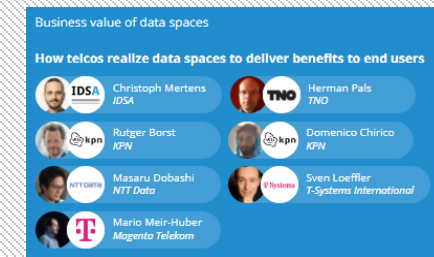 Business value of data spaces
How telcos realize data spaces to deliver benefits to end users
IDSA
Christoph Mertens
IDSA
TNO
Herman Pals
TNO
kpn
Rutger Borst
KPN
kpn
Domenico Chirico
KPN
NTT DATA
Masaru Dobashi
NTT Data
T Systems
Sven Loeffler
T-Systems International
T
Mario Meir-Huber
Magenta Telekom